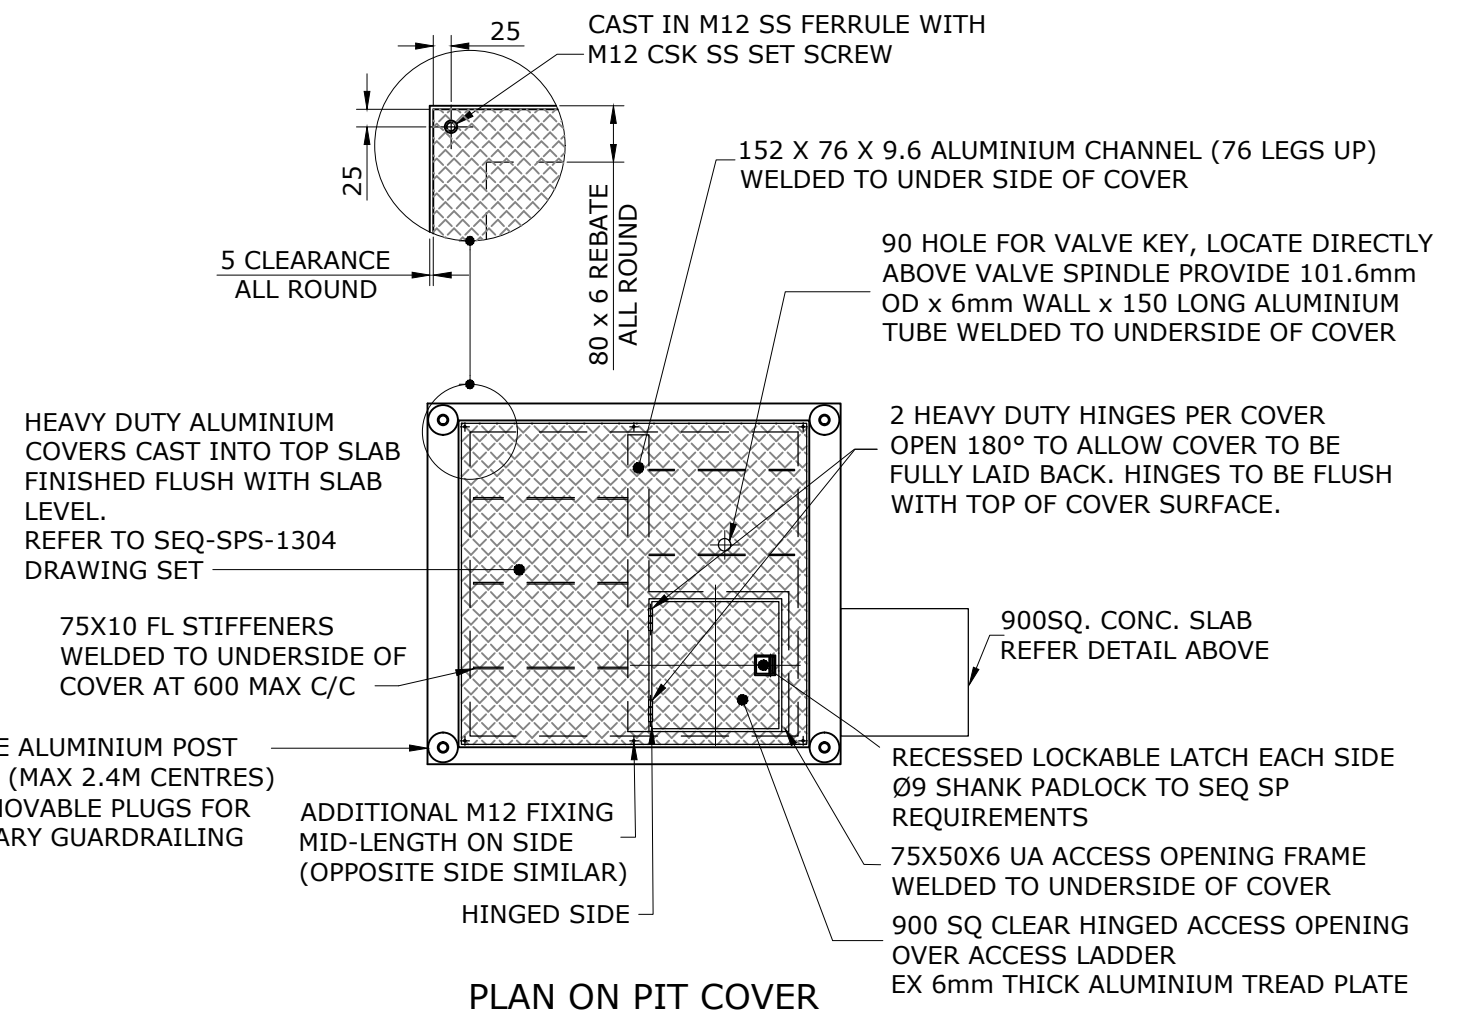 25
CAST IN M12 SS FERRULE WITH
M12 CSK SS SET SCREW
25
5 CLEARANCE
ALL ROUND
80 x 6 REBATE
ALL ROUND
152 X 76 X 9.6 ALUMINIUM CHANNEL (76 LEGS UP)
WELDED TO UNDER SIDE OF COVER
90 HOLE FOR VALVE KEY, LOCATE DIRECTLY
ABOVE VALVE SPINDLE PROVIDE 101.6mm
OD x 6mm WALL x 150 LONG ALUMINIUM
TUBE WELDED TO UNDERSIDE OF COVER
HEAVY DUTY ALUMINIUM
COVERS CAST INTO TOP SLAB
FINISHED FLUSH WITH SLAB
LEVEL.
REFER TO SEQ-SPS-1304
DRAWING SET
2 HEAVY DUTY HINGES PER COVER
OPEN 180° TO ALLOW COVER TO BE
FULLY LAID BACK. HINGES TO BE FLUSH
WITH TOP OF COVER SURFACE.
75X10 FL STIFFENERS
WELDED TO UNDERSIDE OF
COVER AT 600 MAX C/C
900SQ. CONC. SLAB
REFER DETAIL ABOVE
ALUMINIUM POST
(MAX 2.4M CENTRES)
PLUGS FOR
GUARDRAILING
ADDITIONAL M12 FIXING
MID-LENGTH ON SIDE
(OPPOSITE SIDE SIMILAR)
HINGED SIDE
RECESSED LOCKABLE LATCH EACH SIDE
Ø9 SHANK PADLOCK TO SEQ SP
REQUIREMENTS
75X50X6 UA ACCESS OPENING FRAME
WELDED TO UNDERSIDE OF COVER
900 SQ CLEAR HINGED ACCESS OPENING
OVER ACCESS LADDER
EX 6mm THICK ALUMINIUM TREAD PLATE
PLAN ON PIT COVER